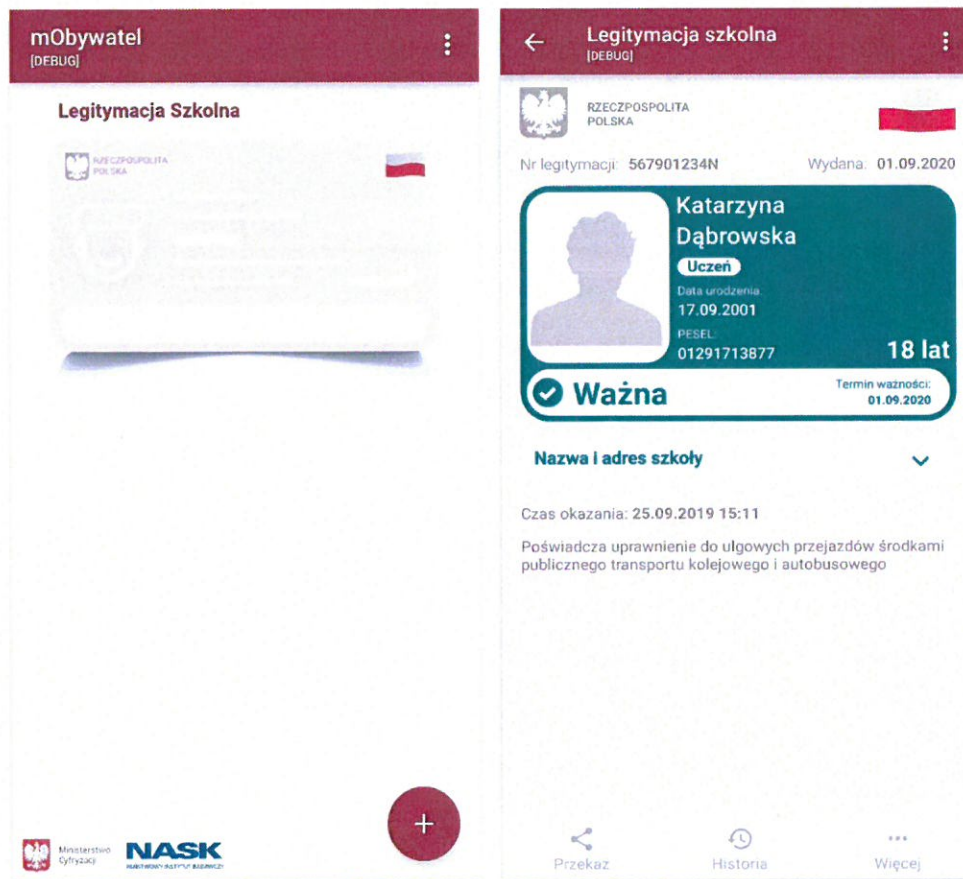 mObywatel
[DEBUG]
Legitymacja Szkolna
RZECZPOSPOLITA
POLSKA
Ministerstwo
Cyfryzacji
NASK
PAŃSTWOWY INSTYTUT BADAWCZY
Legitymacja szkolna
[DEBUG]
RZECZPOSPOLITA
POLSKA
Nr legitymacji: 567901234N
Wydana: 01.09.2020
Katarzyna
Dąbrowska
Uczeń
Data urodzenia:
17.09.2001
PESEL:
01291713877
18 lat
Ważna
Termin ważności:
01.09.2020
Nazwa i adres szkoły
Czas okazania: 25.09.2019 15:11
Poświadcza uprawnienie do ulgowych przejazdów środkami
publicznego transportu kolejowego i autobusowego
Przekaż
Historia
Więcej